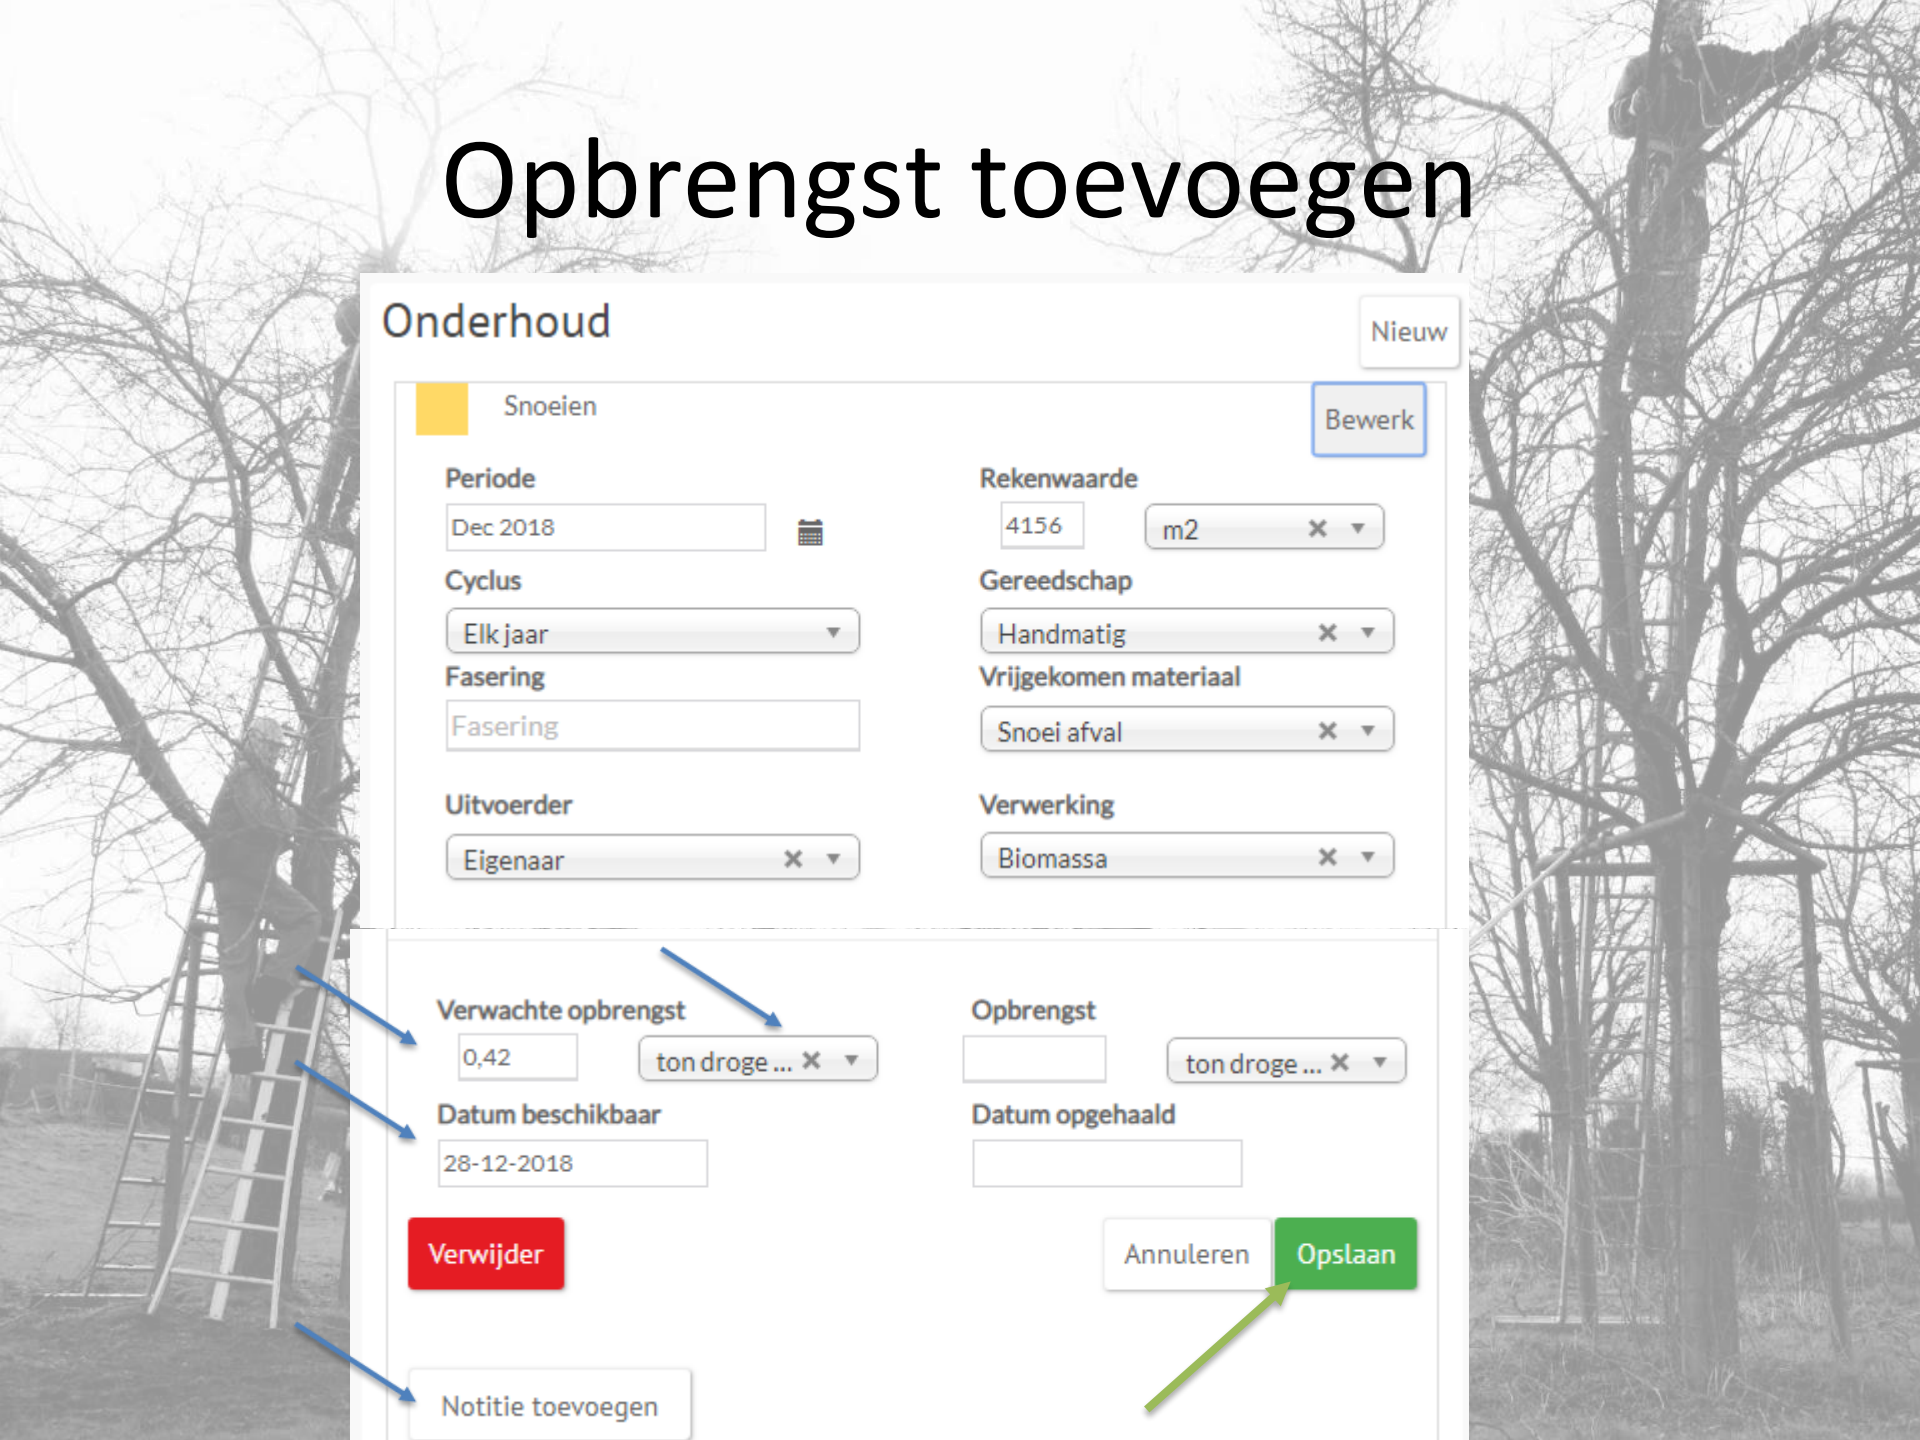 Opbrengst toevoegen
Onderhoud
Nieuw
Snoeien
Bewerk
Periode
Rekenwaarde
Dec 2018
4156
m2
Cyclus
Gereedschap
Elk jaar
Handmatig
Fasering
Vrijgekomen materiaal
Fasering
Snoei afval
Uitvoerder
Verwerking
Eigenaar
Biomassa
Verwachte opbrengst
Opbrengst
0,42
ton droge ...
ton droge ...
Datum beschikbaar
Datum opgehaald
28-12-2018
Verwijder
Annuleren
Opslaan
Notitie toevoegen